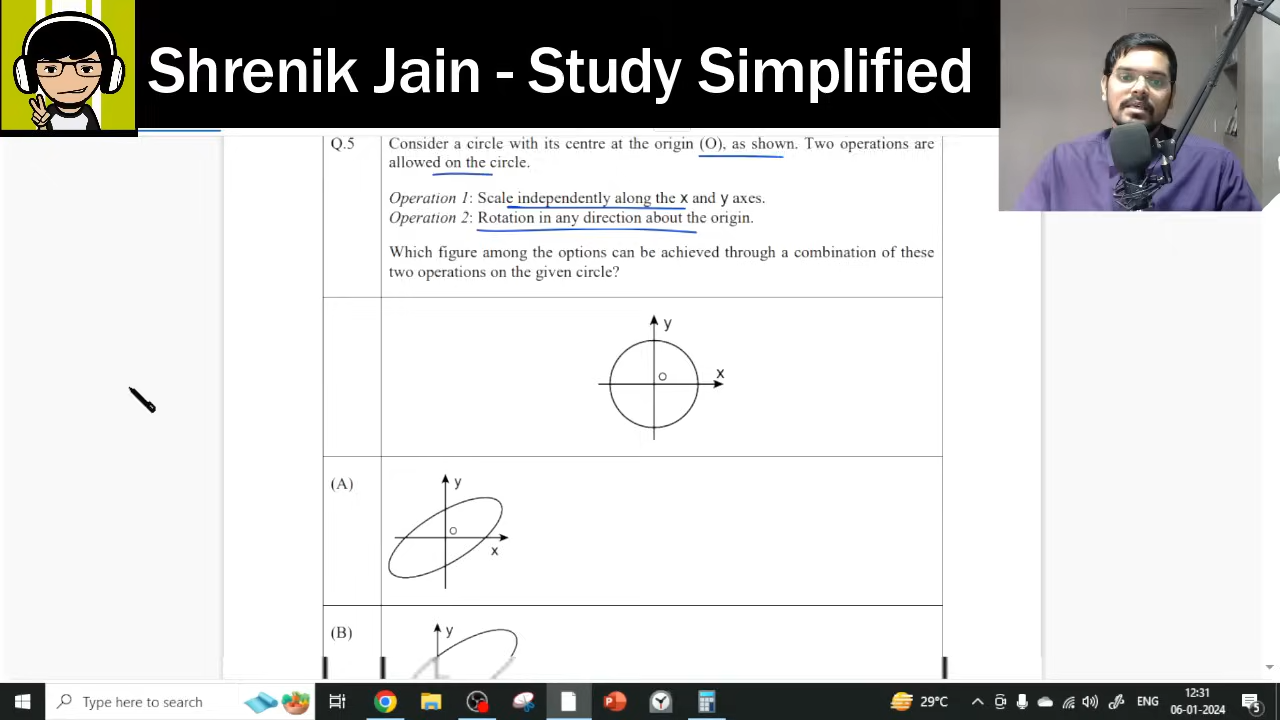 Shrenik Jain - Study Simplified
Q.5 Consider a circle with its centre at the origin (O), as shown. Two operations are
allowed on the circle.
Operation 1: Scale independently along the x and y axes.
Operation 2: Rotation in any direction about the origin.
Which figure among the options can be achieved through a combination of these
two operations on the given circle?
y
O
x
(A)
y
O
x
(B)
y
Type here to search
29°C
ENG
12:31
06-01-2024
5